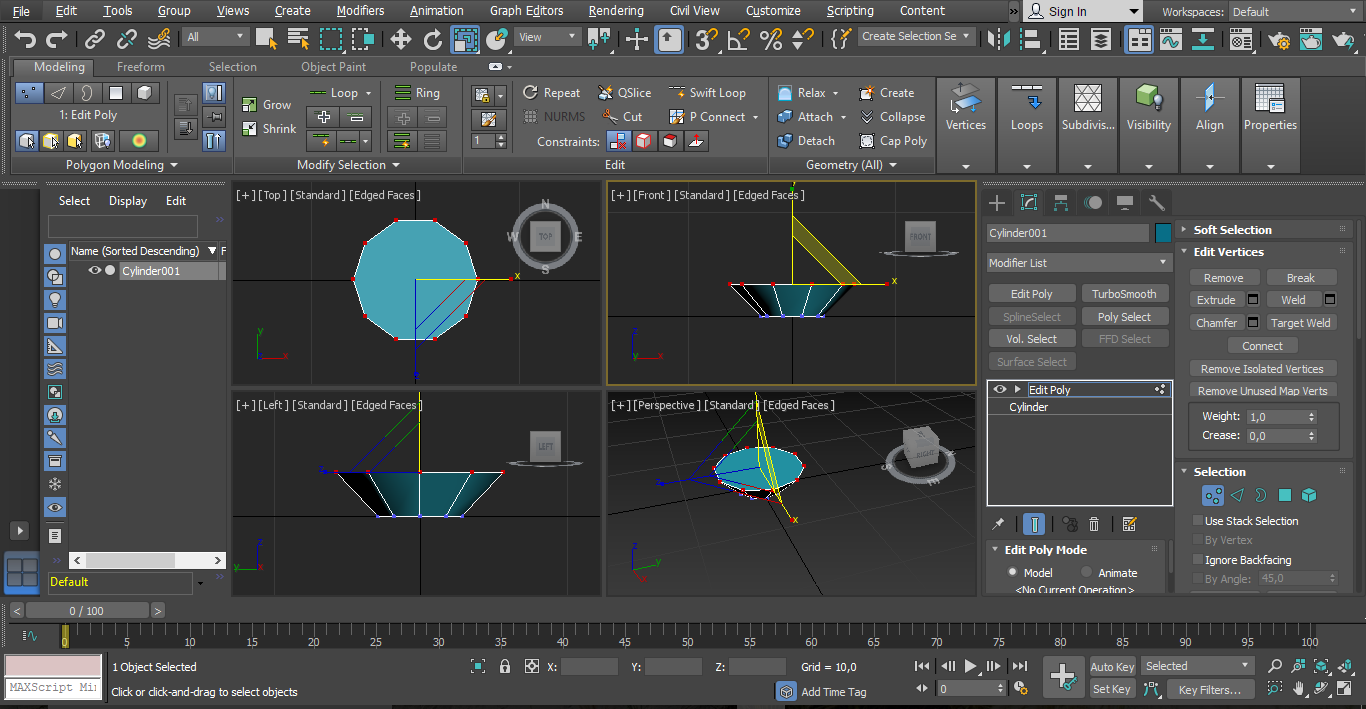 File Edit Tools Group Views Create Modifiers Animation Graph Editors Rendering Civil View Customize Scripting Content » Sign In Workspaces: Default
All View Create Selection Se
Modeling Freeform Selection Object Paint Populate
1: Edit Poly
Grow
Shrink
Loop Ring
1
Repeat QSlice Swift Loop
NURMS Cut P Connect
Constraints:
Relax Create
Attach Collapse
Detach Cap Poly
Vertices Loops Subdivis... Visibility Align Properties
Polygon Modeling Modify Selection Edit Geometry (All)
Select Display Edit
Name (Sorted Descending) F
Cylinder001
Default
[+] [Top] [Standard] [Edged Faces]
N
W TOP E
S
x
y
z x
[+] [Front] [Standard] [Edged Faces]
FRONT
y
x
z
y x
[+] [Left] [Standard] [Edged Faces]
LEFT
z
z
y x
[+] [Perspective] [Standard] [Edged Faces]
RIGHT
S E
z
x
z
y
Cylinder001
Modifier List
Edit Poly TurboSmooth
SplineSelect Poly Select
Vol. Select FFD Select
Surface Select
Edit Poly
Cylinder
Edit Poly Mode
Model Animate
<No Current Operation>
Soft Selection
Edit Vertices
Remove Break
Extrude Weld
Chamfer Target Weld
Connect
Remove Isolated Vertices
Remove Unused Map Verts
Weight: 1,0
Crease: 0,0
Selection
Use Stack Selection
By Vertex
Ignore Backfacing
By Angle: 45,0
< 0 / 100 >
0 5 10 15 20 25 30 35 40 45 50 55 60 65 70 75 80 85 90 95 100
1 Object Selected X: Y: Z: Grid = 10,0 Auto Key Selected
MAXScript Mi
Click or click-and-drag to select objects Add Time Tag 0 Set Key Key Filters...